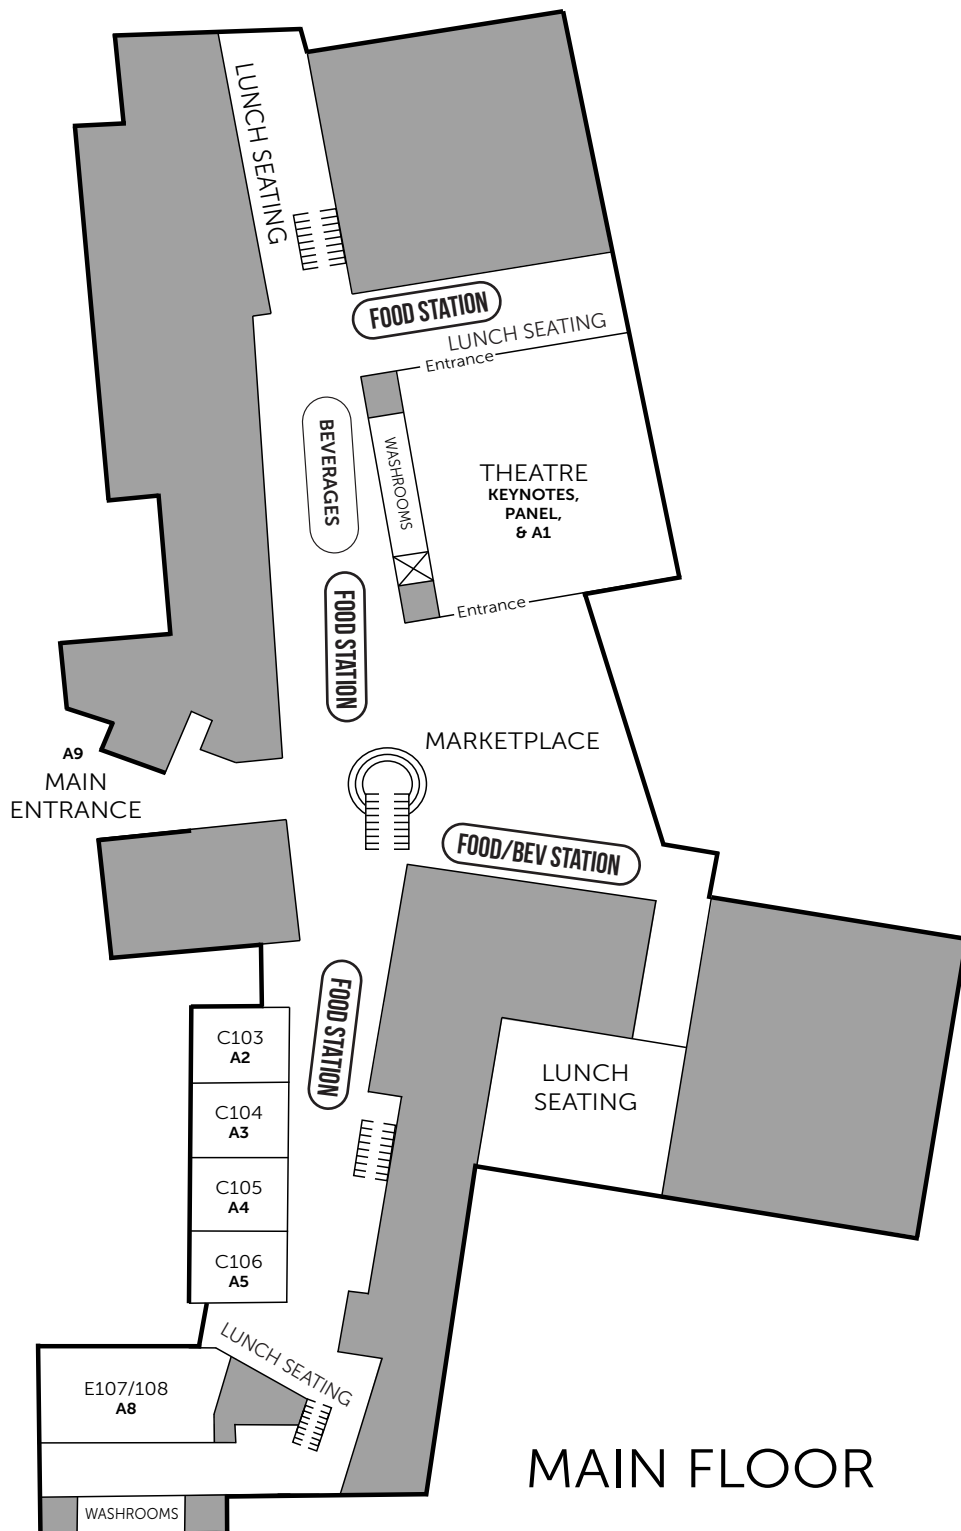 LUNCH SEATING
FOOD STATION
LUNCH SEATING
Entrance
BEVERAGES
WASHROOMS
THEATRE
KEYNOTES,
PANEL,
& A1
Entrance
FOOD STATION
MARKETPLACE
A9
MAIN
ENTRANCE
FOOD/BEV STATION
FOOD STATION
C103
A2
LUNCH
SEATING
C104
A3
C105
A4
C106
A5
LUNCH SEATING
E107/108
A8
MAIN FLOOR
WASHROOMS